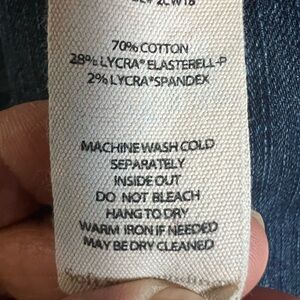 70% COTTON
28% LYCRA® ELASTERELL-P
2% LYCRA® SPANDEX
MACHINE WASH COLD
SEPARATELY
INSIDE OUT
DO NOT BLEACH
HANG TO DRY
WARM IRON IF NEEDED
MAY BE DRY CLEANED